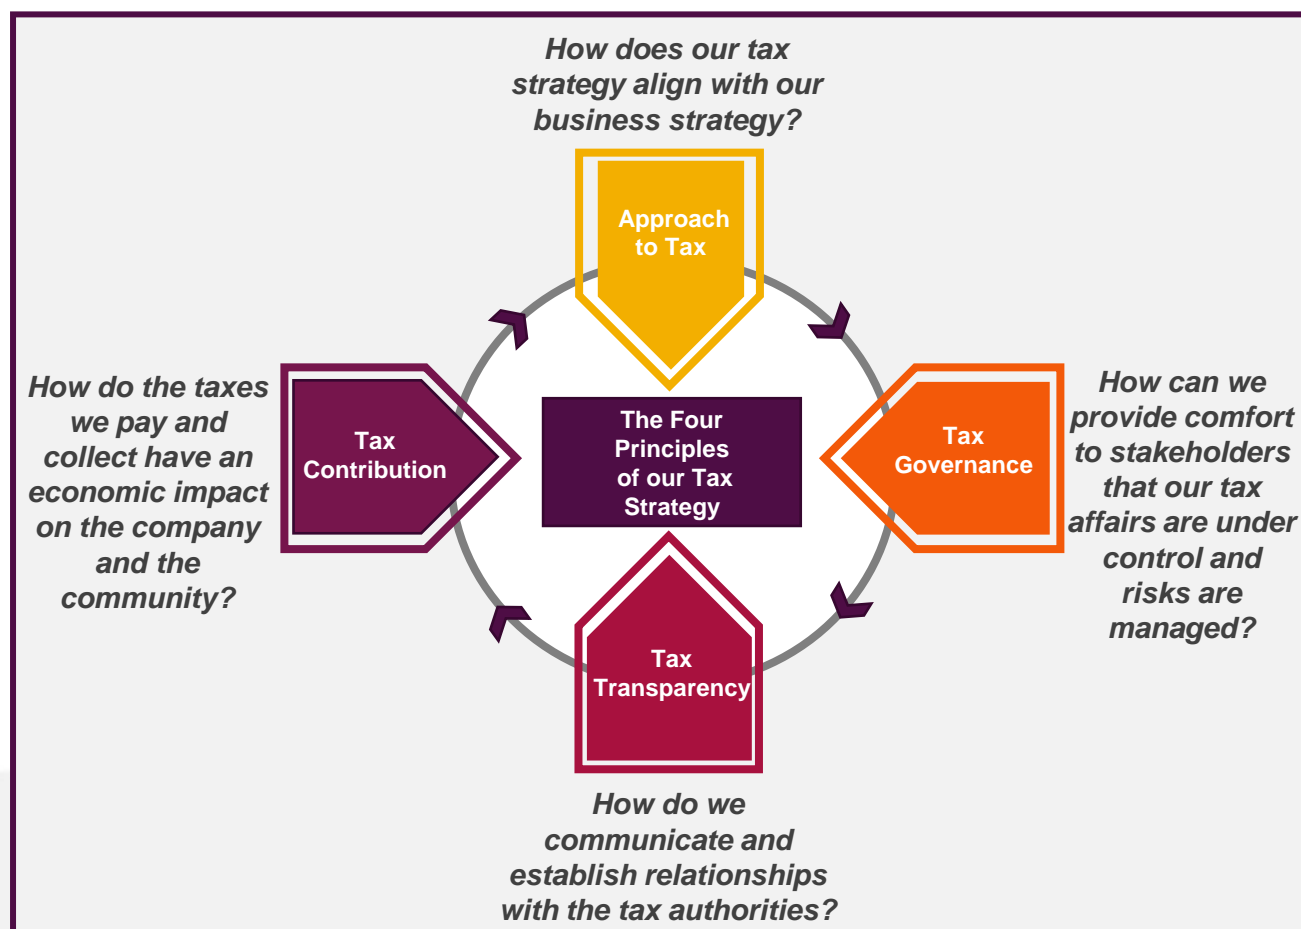 How does our tax
strategy align with our
business strategy?
Approach
to Tax
How do the taxes
we pay and
collect have an
economic impact
on the company
and the
community?
Tax
Contribution
The Four
Principles
of our Tax
Strategy
Tax
Governance
How can we
provide comfort
to stakeholders
that our tax
affairs are under
control and
risks are
managed?
Tax
Transparency
How do we
communicate and
establish relationships
with the tax authorities?